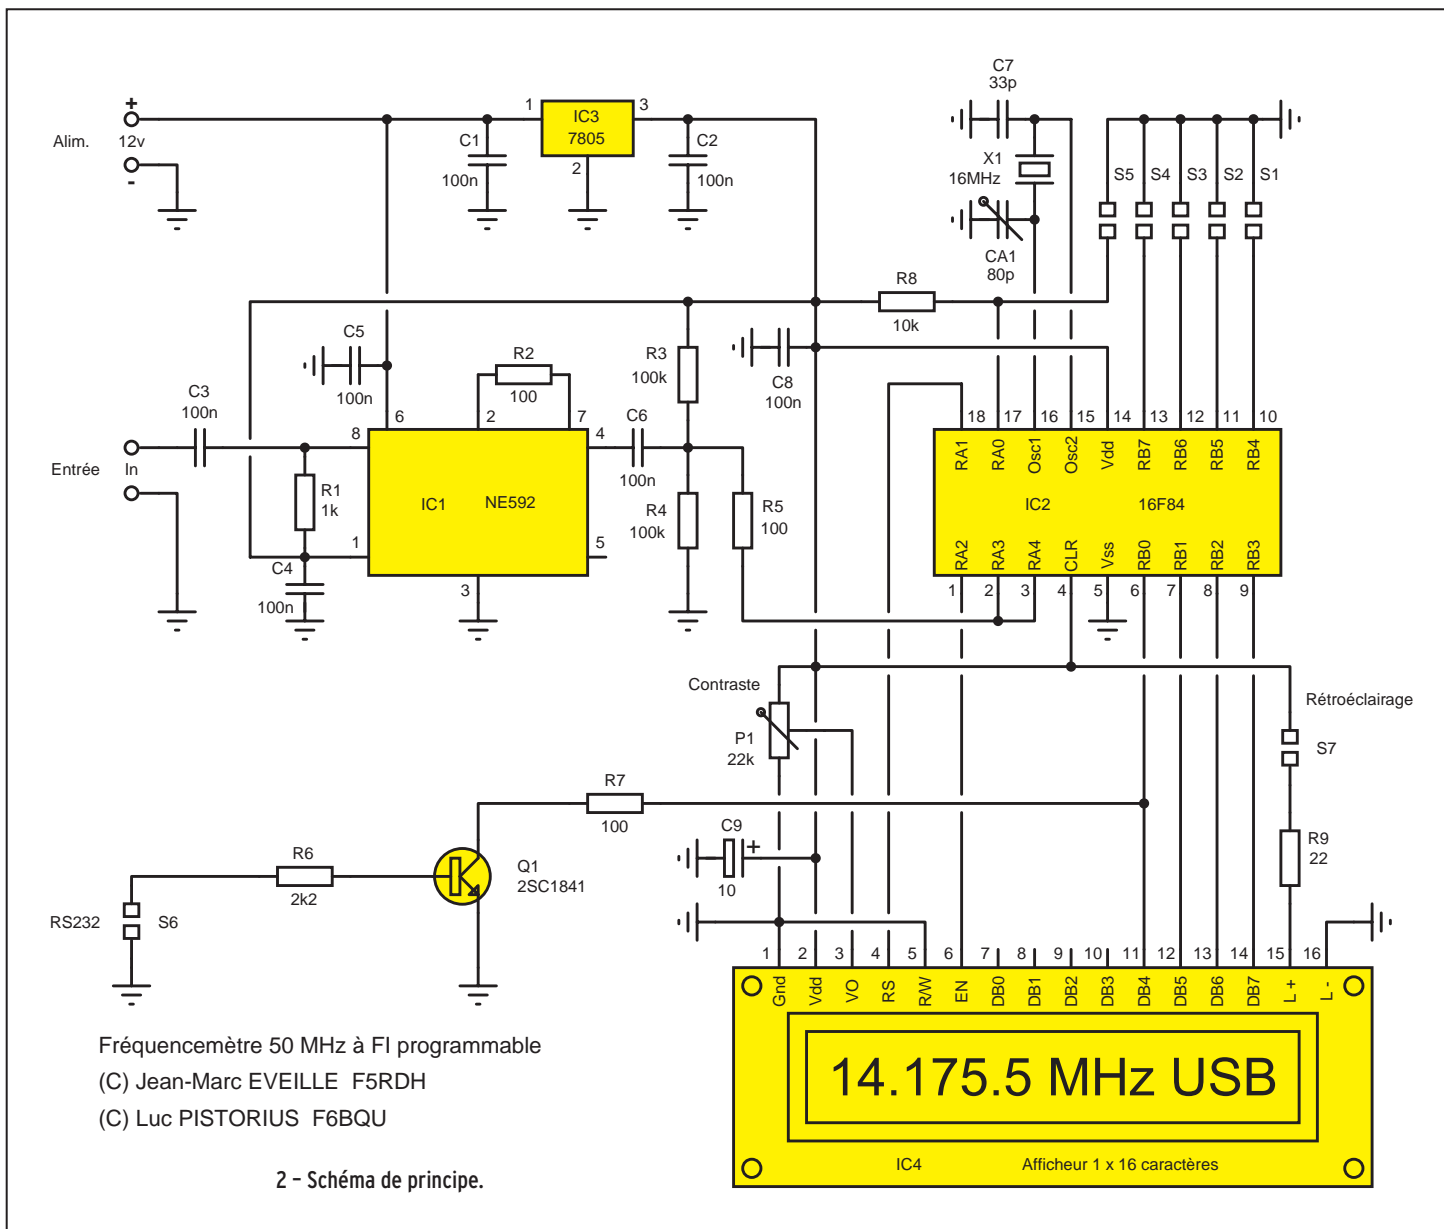 Alim.
+
12v
-
C1
100n
1
IC3
7805
3
2
C2
100n
C7
33p
X1
16MHz
CA1
80p
S5
S4
S3
S2
S1
R8
10k
C5
100n
R2
100
R3
100k
C8
100n
C3
100n
6
2
7
4
C6
100n
8
Entrée
In
R1
1k
IC1
NE592
R4
100k
R5
100
1
C4
100n
3
5
18
17
16
15
14
13
12
11
10
RA1
RA0
Osc1
Osc2
Vdd
RB7
RB6
RB5
RB4
IC2
16F84
RA2
RA3
RA4
CLR
Vss
RB0
RB1
RB2
RB3
1
2
3
4
5
6
7
8
9
Contraste
P1
22k
Rétroéclairage
S7
R7
100
R9
22
C9
+
10
R6
2k2
Q1
2SC1841
RS232
S6
1
2
3
4
5
6
7
8
9
10
11
12
13
14
15
16
Gnd
Vdd
VO
RS
R/W
EN
DB0
DB1
DB2
DB3
DB4
DB5
DB6
DB7
L +
L -
14.175.5 MHz USB
IC4
Afficheur 1 x 16 caractères
Fréquencemètre 50 MHz à FI programmable
(C) Jean-Marc EVEILLE F5RDH
(C) Luc PISTORIUS F6BQU
2 – Schéma de principe.